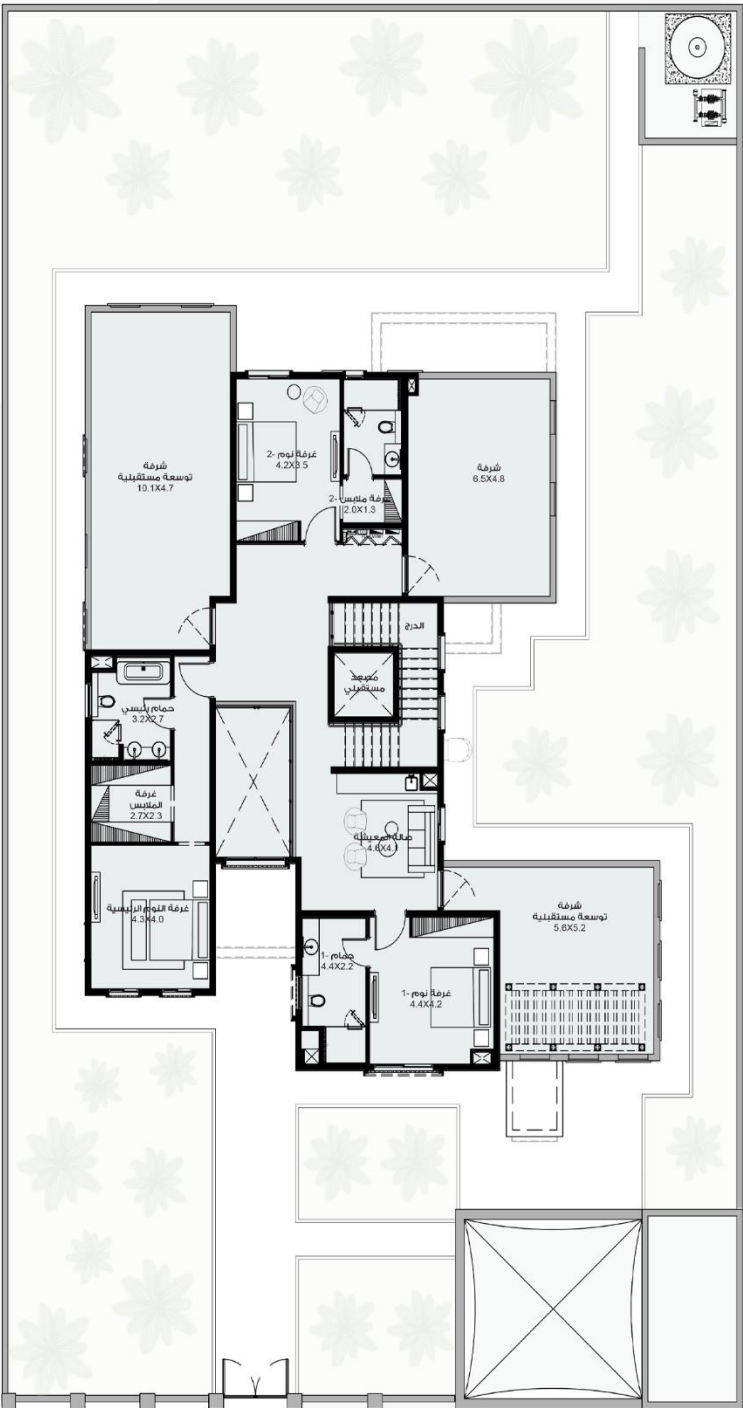 غرفة نوم -2
4.2X3.5
شرفة
توسعة مستقبلية
10.1X4.7
شرفة
6.5X4.8
غرفة ملابس -2
2.0X1.3
الدرج
مصعد
مستقبلي
حمام رئيسي
3.2X2.7
غرفة
الملابس
2.7X2.3
صالة المعيشة
4.6X4.1
غرفة النوم الرئيسية
4.3X4.0
شرفة
توسعة مستقبلية
5.6X5.2
حمام -1
4.4X2.2
غرفة نوم -1
4.4X4.2